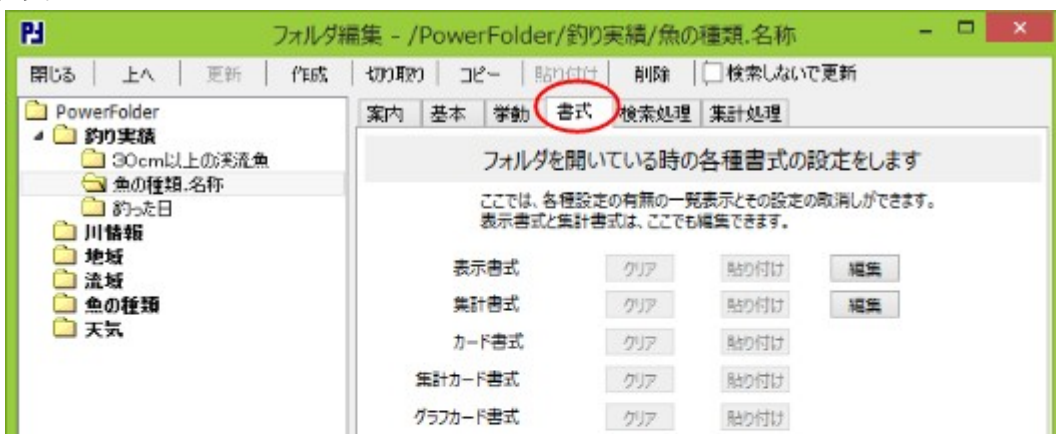 フォルダ編集 - /PowerFolder/釣り実績/魚の種類.名称
閉じる 上へ 更新 作成 切り取り コピー 貼り付け 削除 検索しないで更新
PowerFolder
釣り実績
30cm以上の渓流魚
魚の種類.名称
釣った日
川情報
地域
流域
魚の種類
天気
案内 基本 挙動 書式 検索処理 集計処理
フォルダを開いている時の各種書式の設定をします
ここでは、各種設定の有無の一覧表示とその設定の取消しができます。
表示書式と集計書式は、ここでも編集できます。
表示書式 クリア 貼り付け 編集
集計書式 クリア 貼り付け 編集
カード書式 クリア 貼り付け
集計カード書式 クリア 貼り付け
グラフカード書式 クリア 貼り付け